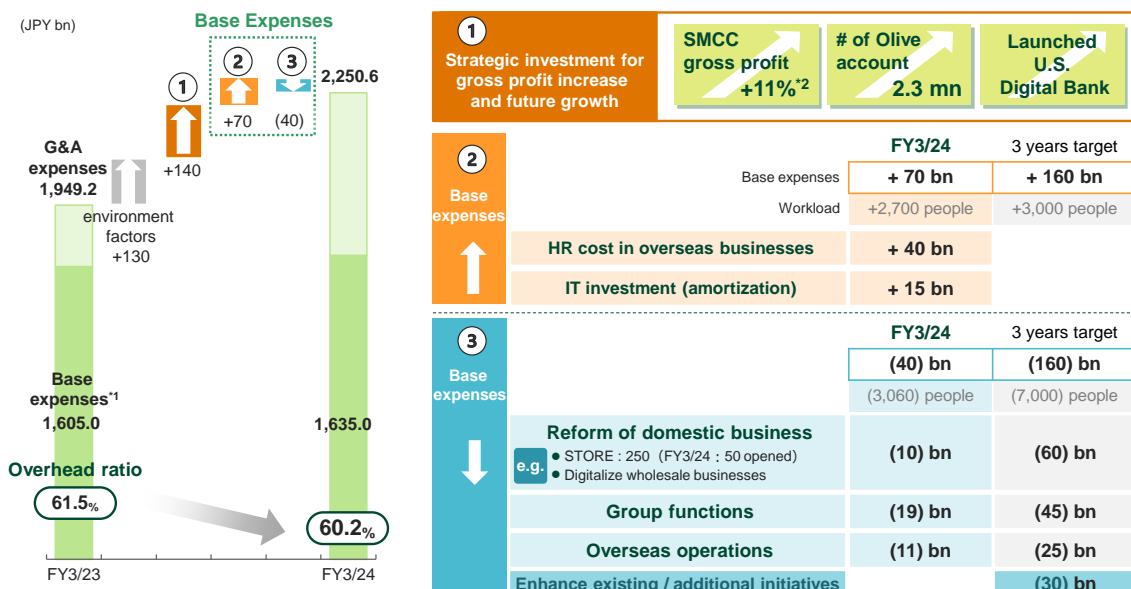 (JPY bn)
Base Expenses
②
③
①
2,250.6
+70
(40)
G&A
expenses
1,949.2
+140
environment
factors
+130
Base
expenses*1
1,605.0
1,635.0
Overhead ratio
61.5%
60.2%
FY3/23
FY3/24
①
Strategic investment for
gross profit increase
and future growth
SMCC
gross profit
+11%*2
# of Olive
account
2.3 mn
Launched
U.S.
Digital Bank
②
Base
expenses
FY3/24
3 years target
Base expenses
+ 70 bn
+ 160 bn
Workload
+2,700 people
+3,000 people
HR cost in overseas businesses
+ 40 bn
IT investment (amortization)
+ 15 bn
③
Base
expenses
FY3/24
3 years target
(40) bn
(160) bn
(3,060) people
(7,000) people
Reform of domestic business
e.g.
● STORE : 250 (FY3/24 : 50 opened)
● Digitalize wholesale businesses
(10) bn
(60) bn
Group functions
(19) bn
(45) bn
Overseas operations
(11) bn
(25) bn
Enhance existing / additional initiatives
(30) bn